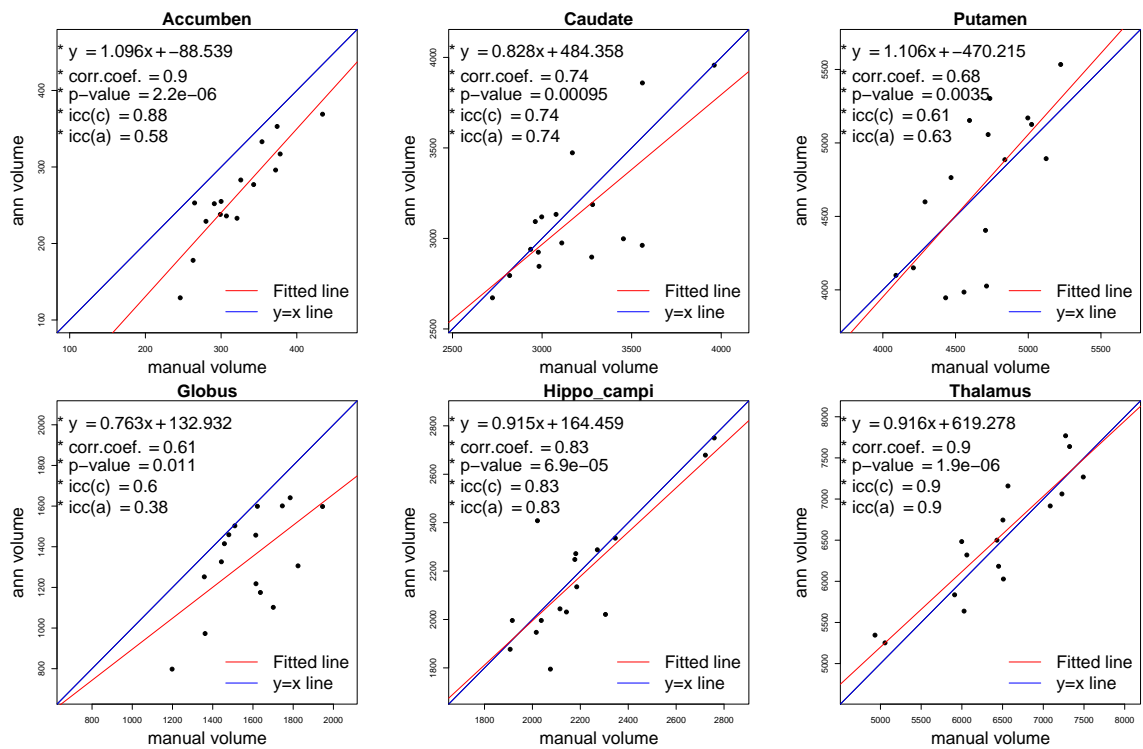 Accumben
* y = 1.096x + −88.539
* corr.coef. = 0.9
* p−value = 2.2e−06
* icc(c) = 0.88
* icc(a) = 0.58
ann volume
100
200
300
400
Fitted line
y=x line
100
200
300
400
manual volume
Caudate
* y = 0.828x + 484.358
* corr.coef. = 0.74
* p−value = 0.00095
* icc(c) = 0.74
* icc(a) = 0.74
ann volume
2500
3000
3500
4000
Fitted line
y=x line
2500
3000
3500
4000
manual volume
Putamen
* y = 1.106x + −470.215
* corr.coef. = 0.68
* p−value = 0.0035
* icc(c) = 0.61
* icc(a) = 0.63
ann volume
4000
4500
5000
5500
Fitted line
y=x line
4000
4500
5000
5500
manual volume
Globus
* y = 0.763x + 132.932
* corr.coef. = 0.61
* p−value = 0.011
* icc(c) = 0.6
* icc(a) = 0.38
ann volume
800
1000
1200
1400
1600
1800
2000
Fitted line
y=x line
800
1000
1200
1400
1600
1800
2000
manual volume
Hippo_campi
* y = 0.915x + 164.459
* corr.coef. = 0.83
* p−value = 6.9e−05
* icc(c) = 0.83
* icc(a) = 0.83
ann volume
1800
2000
2200
2400
2600
2800
Fitted line
y=x line
1800
2000
2200
2400
2600
2800
manual volume
Thalamus
* y = 0.916x + 619.278
* corr.coef. = 0.9
* p−value = 1.9e−06
* icc(c) = 0.9
* icc(a) = 0.9
ann volume
5000
5500
6000
6500
7000
7500
8000
Fitted line
y=x line
5000
5500
6000
6500
7000
7500
8000
manual volume